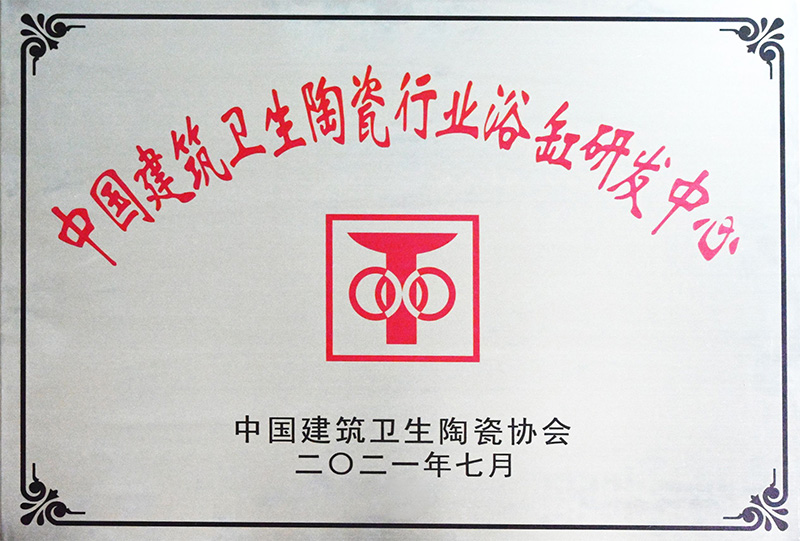 中国建筑卫生陶瓷行业浴缸研发中心
中国建筑卫生陶瓷协会
二〇二一年七月